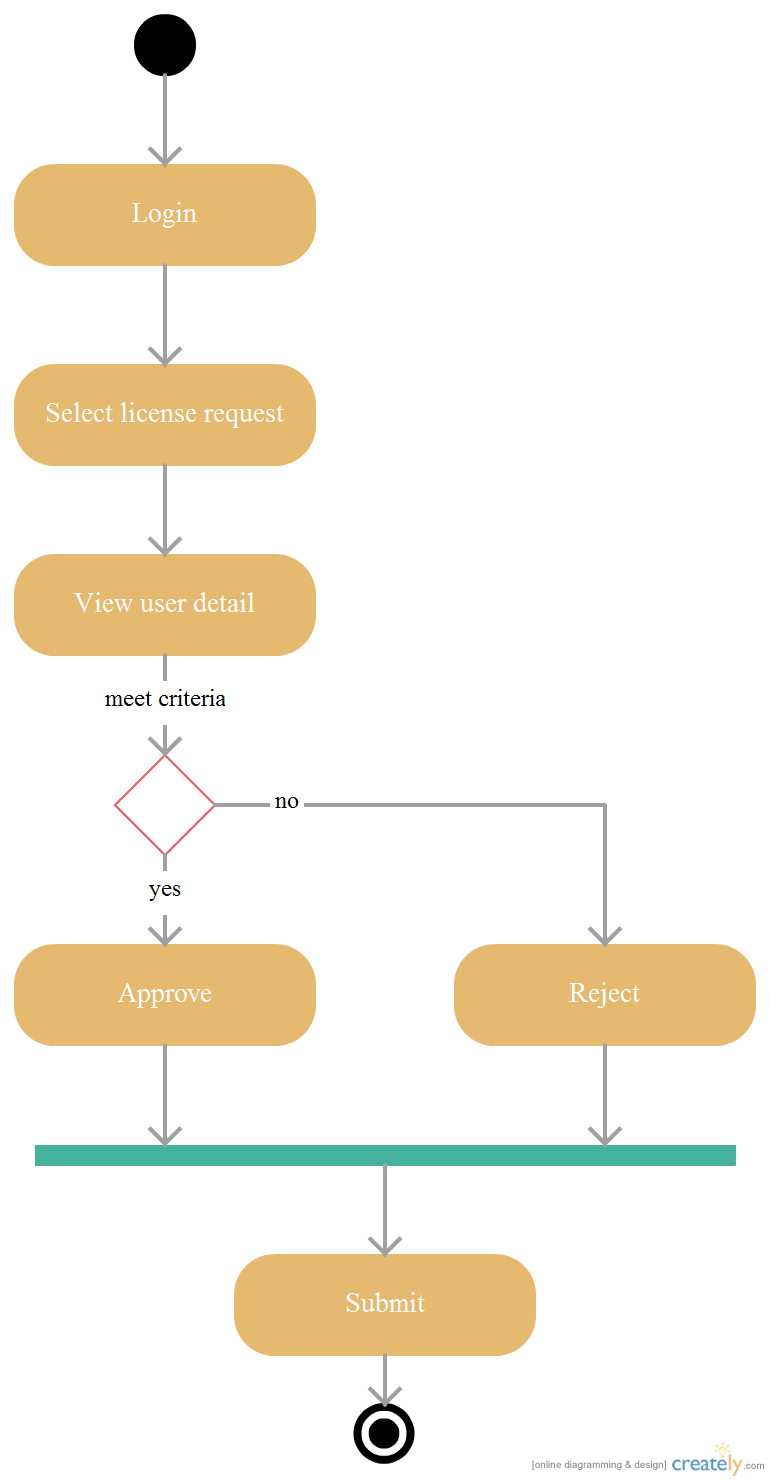 Login
Select license request
View user detail
meet criteria
no
yes
Approve
Reject
Submit
[online diagramming & design] creately.com